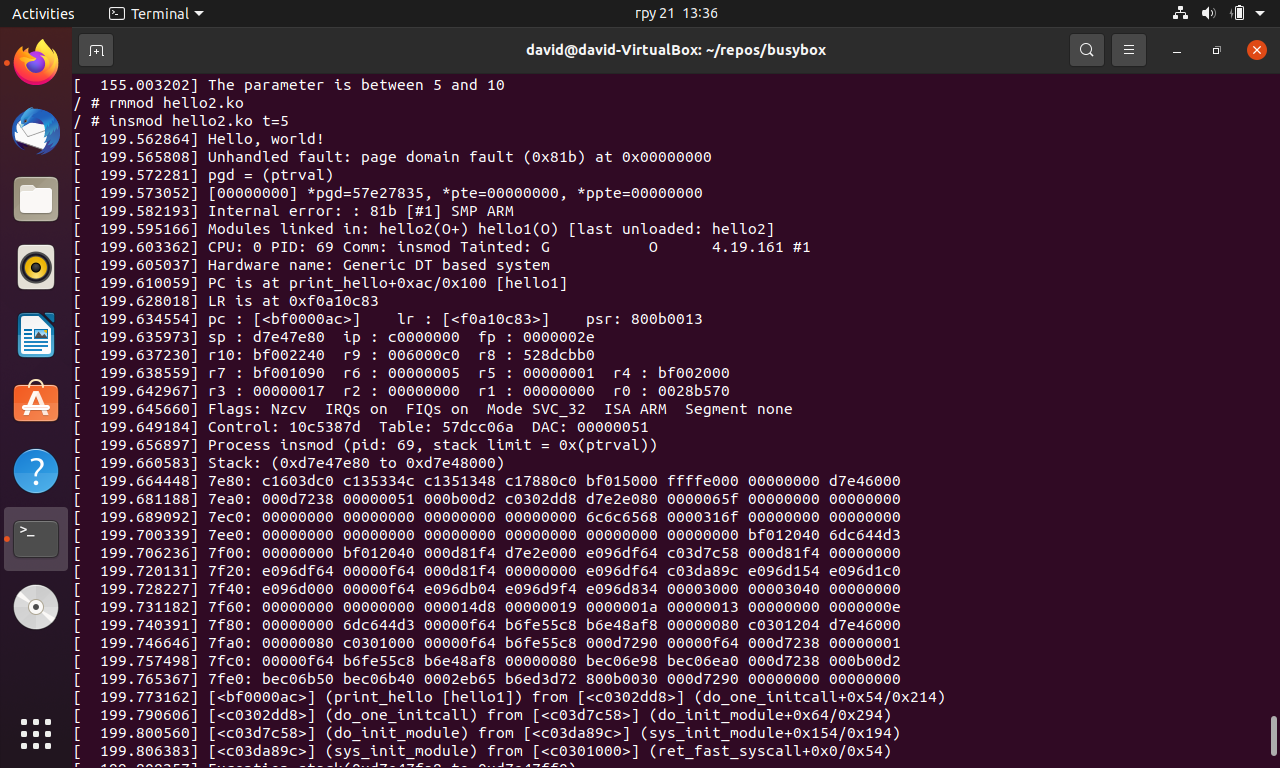 Activities Terminal гру 21 13:36
david@david-VirtualBox: ~/repos/busybox
[  155.003202] The parameter is between 5 and 10
/ # rmmod hello2.ko
/ # insmod hello2.ko t=5
[  199.562864] Hello, world!
[  199.565808] Unhandled fault: page domain fault (0x81b) at 0x00000000
[  199.572281] pgd = (ptrval)
[  199.573052] [00000000] *pgd=57e27835, *pte=00000000, *ppte=00000000
[  199.582193] Internal error: : 81b [#1] SMP ARM
[  199.595166] Modules linked in: hello2(O+) hello1(O) [last unloaded: hello2]
[  199.603362] CPU: 0 PID: 69 Comm: insmod Tainted: G           O      4.19.161 #1
[  199.605037] Hardware name: Generic DT based system
[  199.610059] PC is at print_hello+0xac/0x100 [hello1]
[  199.628018] LR is at 0xf0a10c83
[  199.634554] pc : [<bf0000ac>]    lr : [<f0a10c83>]    psr: 800b0013
[  199.635973] sp : d7e47e80  ip : c0000000  fp : 0000002e
[  199.637230] r10: bf002240  r9 : 006000c0  r8 : 528dcbb0
[  199.638559] r7 : bf001090  r6 : 00000005  r5 : 00000001  r4 : bf002000
[  199.642967] r3 : 00000017  r2 : 00000000  r1 : 00000000  r0 : 0028b570
[  199.645660] Flags: Nzcv  IRQs on  FIQs on  Mode SVC_32  ISA ARM  Segment none
[  199.649184] Control: 10c5387d  Table: 57dcc06a  DAC: 00000051
[  199.656897] Process insmod (pid: 69, stack limit = 0x(ptrval))
[  199.660583] Stack: (0xd7e47e80 to 0xd7e48000)
[  199.664448] 7e80: c1603dc0 c135334c c1351348 c17880c0 bf015000 ffffe000 00000000 d7e46000
[  199.681188] 7ea0: 000d7238 00000051 000b00d2 c0302dd8 d7e2e080 0000065f 00000000 00000000
[  199.689092] 7ec0: 00000000 00000000 00000000 00000000 6c6c6568 0000316f 00000000 00000000
[  199.700339] 7ee0: 00000000 00000000 00000000 00000000 00000000 00000000 bf012040 6dc644d3
[  199.706236] 7f00: 00000000 bf012040 000d81f4 d7e2e000 e096df64 c03d7c58 000d81f4 00000000
[  199.720131] 7f20: e096df64 00000f64 000d81f4 00000000 e096df64 c03da89c e096d154 e096d1c0
[  199.728227] 7f40: e096d000 00000f64 e096db04 e096d9f4 e096d834 00003000 00003040 00000000
[  199.731182] 7f60: 00000000 00000000 000014d8 00000019 0000001a 00000013 00000000 0000000e
[  199.740391] 7f80: 00000000 6dc644d3 00000f64 b6fe55c8 b6e48af8 00000080 c0301204 d7e46000
[  199.746646] 7fa0: 00000080 c0301000 00000f64 b6fe55c8 000d7290 00000f64 000d7238 00000001
[  199.757498] 7fc0: 00000f64 b6fe55c8 b6e48af8 00000080 bec06e98 bec06ea0 000d7238 000b00d2
[  199.765367] 7fe0: bec06b50 bec06b40 0002eb65 b6ed3d72 800b0030 000d7290 00000000 00000000
[  199.773162] [<bf0000ac>] (print_hello [hello1]) from [<c0302dd8>] (do_one_initcall+0x54/0x214)
[  199.790606] [<c0302dd8>] (do_one_initcall) from [<c03d7c58>] (do_init_module+0x64/0x294)
[  199.800560] [<c03d7c58>] (do_init_module) from [<c03da89c>] (sys_init_module+0x154/0x194)
[  199.806383] [<c03da89c>] (sys_init_module) from [<c0301000>] (ret_fast_syscall+0x0/0x54)